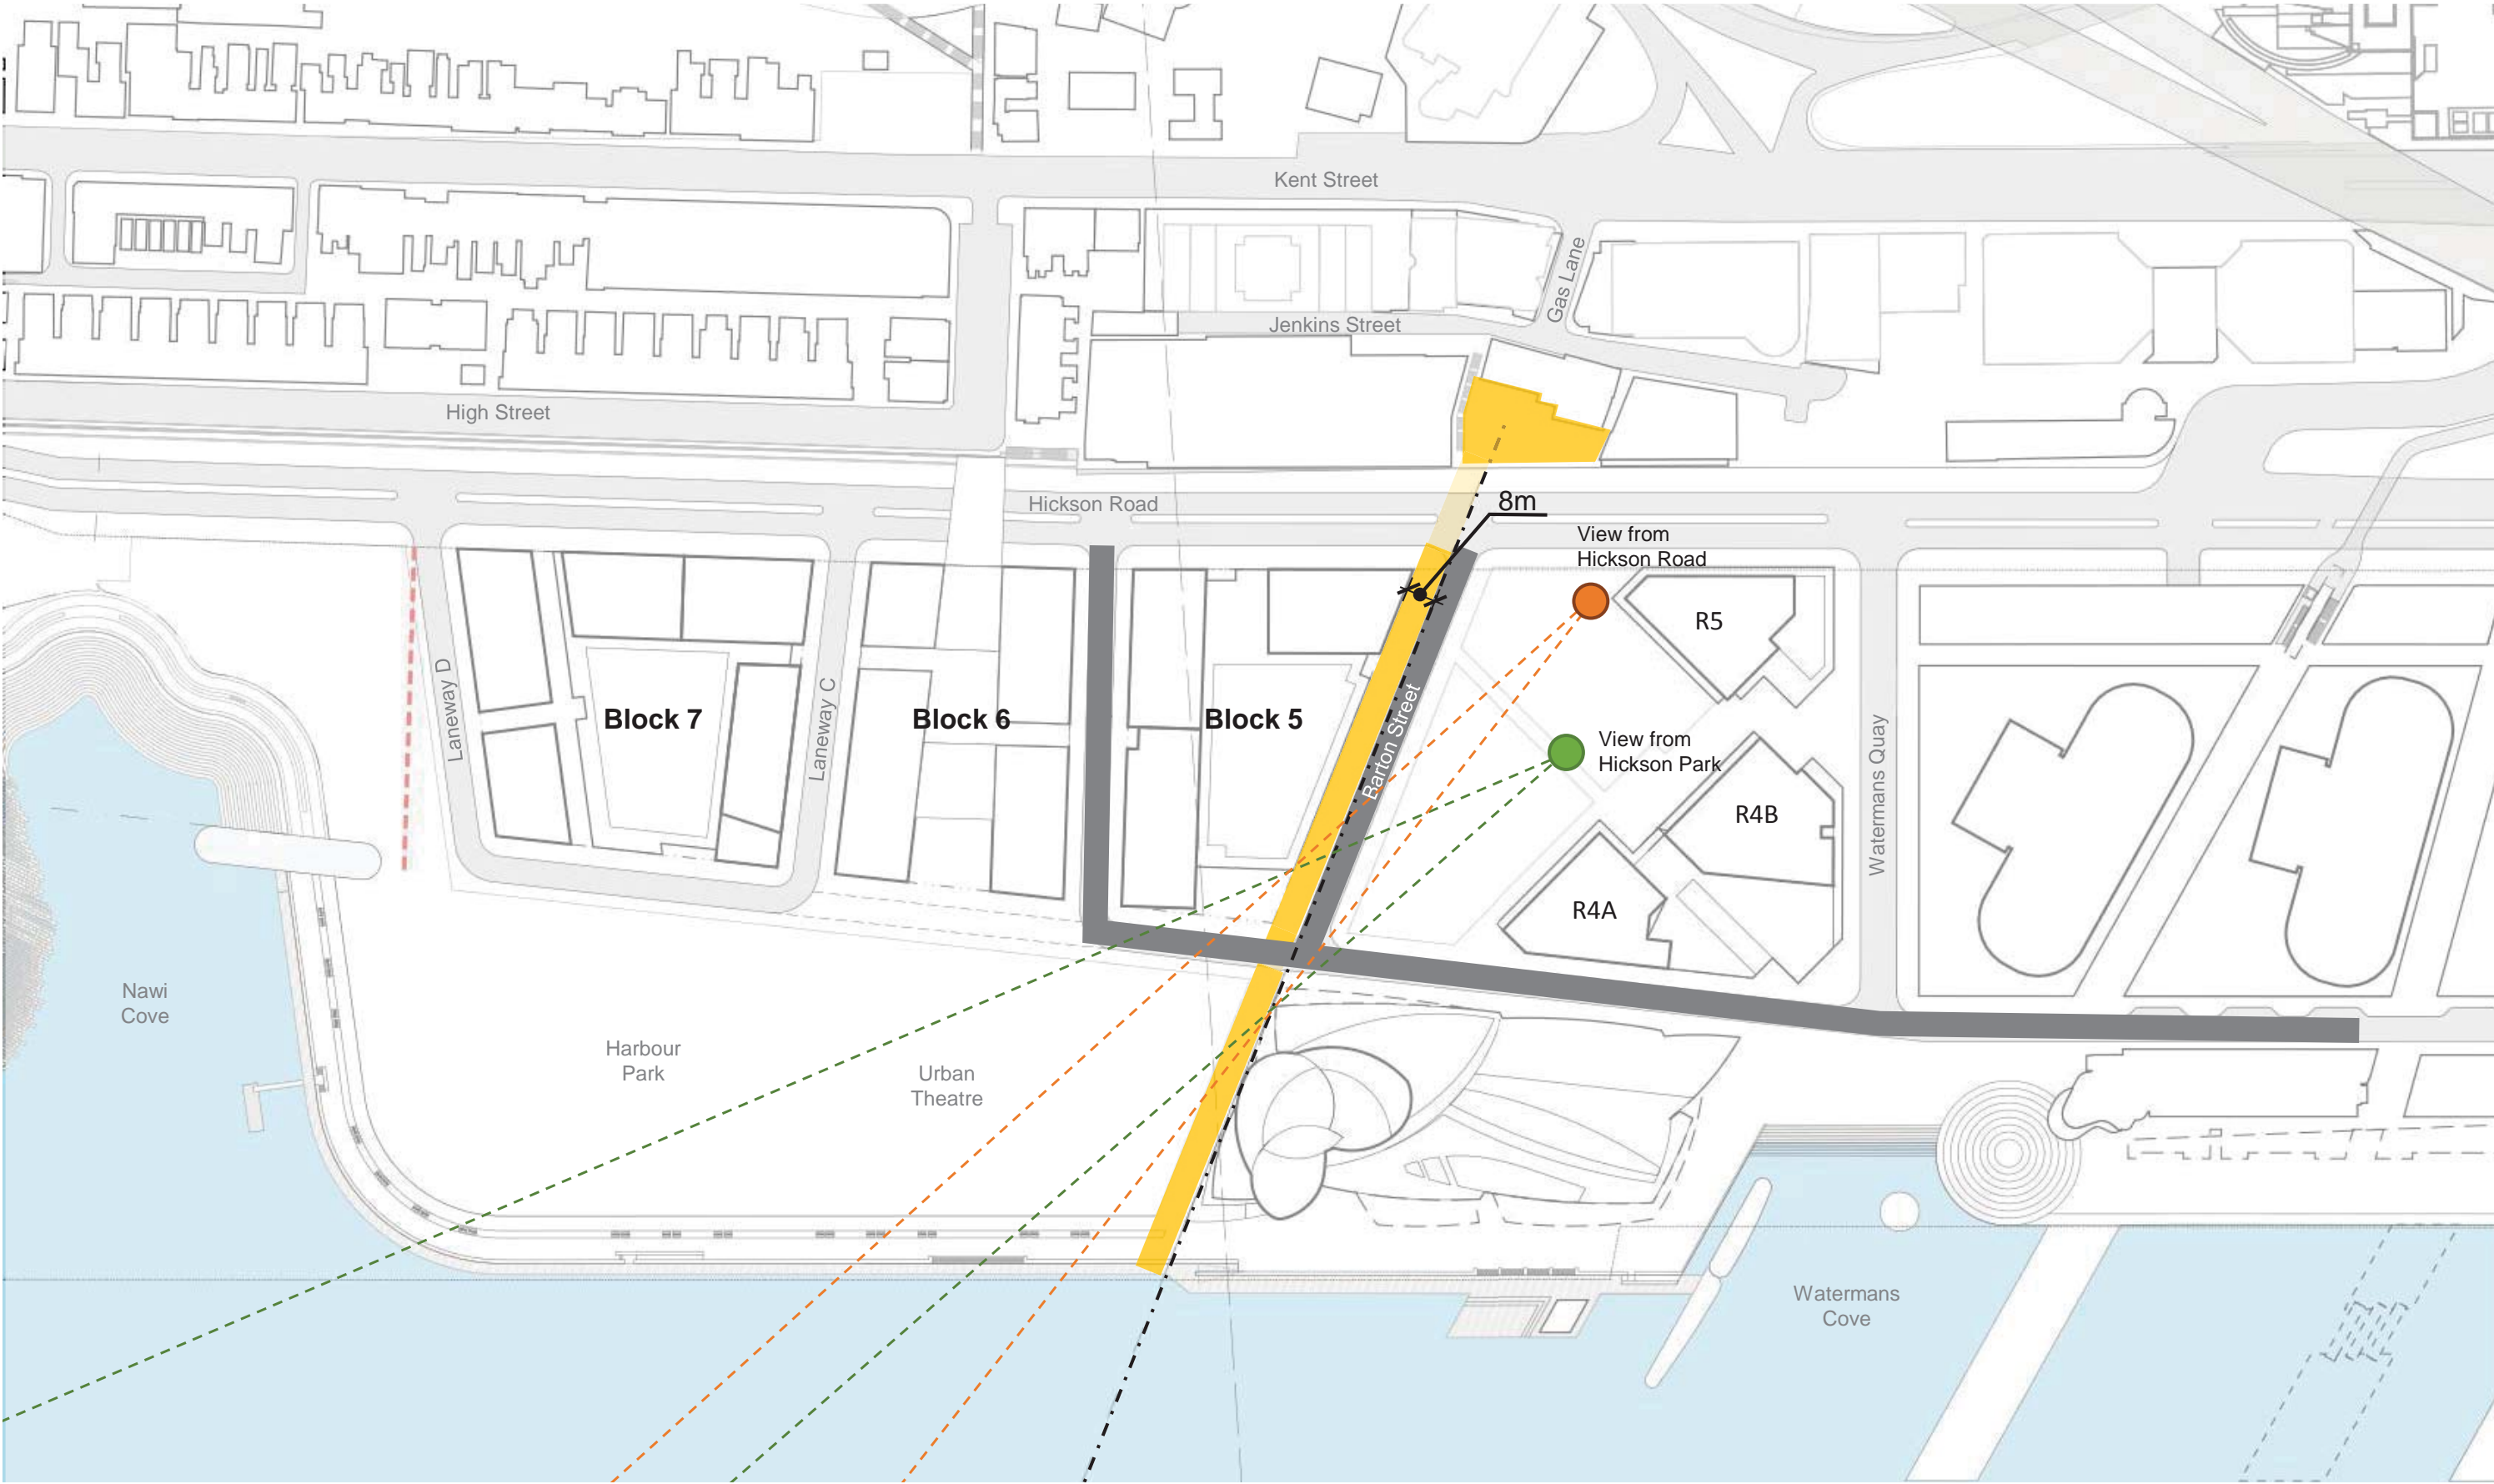 Kent Street
Gas Lane
Jenkins Street
High Street
Hickson Road
8m
View from
Hickson Road
R5
Laneway D
Block 7
Laneway C
Block 6
Block 5
Barton Street
View from
Hickson Park
Watermans Quay
R4B
R4A
Nawi
Cove
Harbour
Park
Urban
Theatre
Watermans
Cove